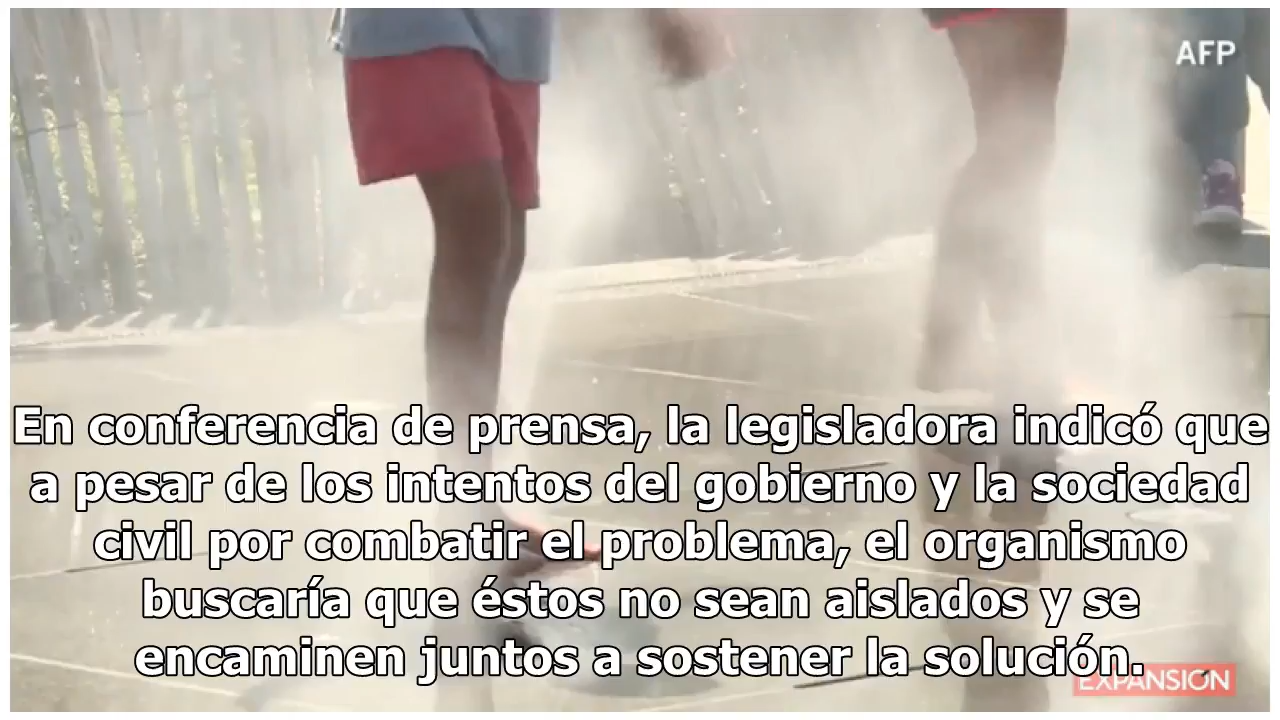 AFP
En conferencia de prensa, la legisladora indicó que
a pesar de los intentos del gobierno y la sociedad
civil por combatir el problema, el organismo
buscaría que éstos no sean aislados y se
encaminen juntos a sostener la solución.
EXPANSIÓN